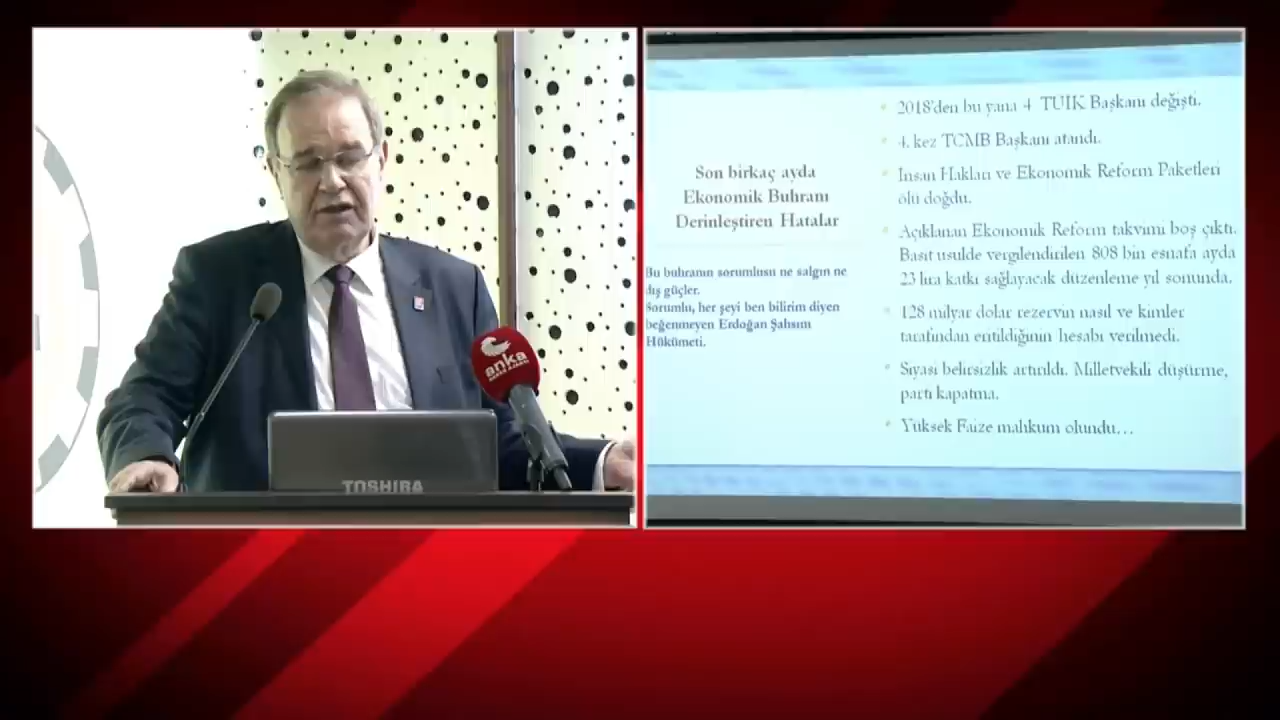 anka
HABER AJANSI
TOSHIBA
Son birkaç ayda
Ekonomik Buhranı
Derinleştiren Hatalar
Bu buhranın sorumlusu ne salgın ne
dış güçler.
Sorumlu, her şeyi ben bilirim diyen
beğenmeyen Erdoğan Şahsım
Hükümeti.
2018'den bu yana 4 TUIK Başkanı değişti.
4. kez TCMB Başkanı atandı.
Insan Hakları ve Ekonomik Reform Paketleri
ölü doğdu.
Açıklanan Ekonomik Reform takvimi boş çıktı.
Basit usulde vergilendirilen 808 bin esnafa ayda
23 lira katkı sağlayacak düzenleme yıl sonunda.
128 milyar dolar rezervin nasıl ve kimler
tarafından eritildiğinin hesabı verilmedi.
Siyasi belirsizlik artırıldı. Milletvekili düşürme,
parti kapatma.
Yüksek Faize mahkum olundu…